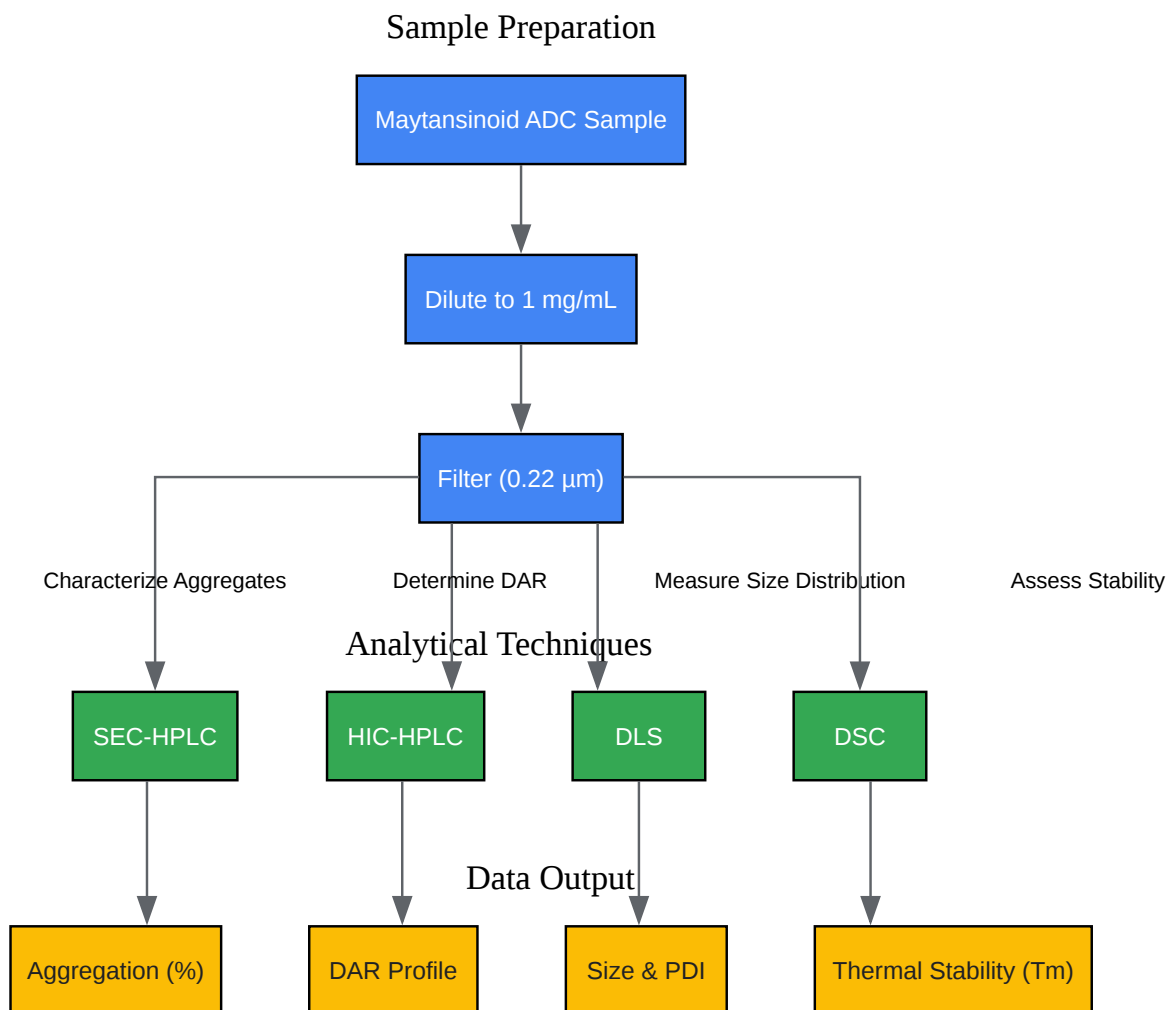 Sample Preparation
Maytansinoid ADC Sample
Dilute to 1 mg/mL
Filter (0.22 µm)
Characterize Aggregates
Determine DAR
Measure Size Distribution
Assess Stability
Analytical Techniques
SEC-HPLC
HIC-HPLC
DLS
DSC
Data Output
Aggregation (%)
DAR Profile
Size & PDI
Thermal Stability (Tm)